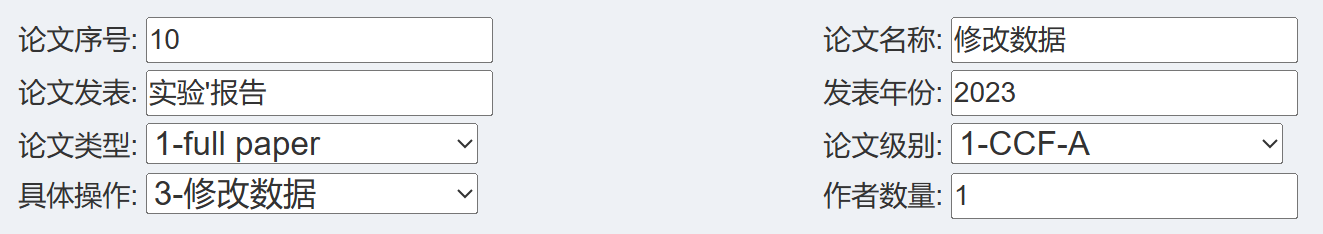 论文序号: 10 论文名称: 修改数据
论文发表: 实验'报告 发表年份: 2023
论文类型: 1-full paper 论文级别: 1-CCF-A
具体操作: 3-修改数据 作者数量: 1